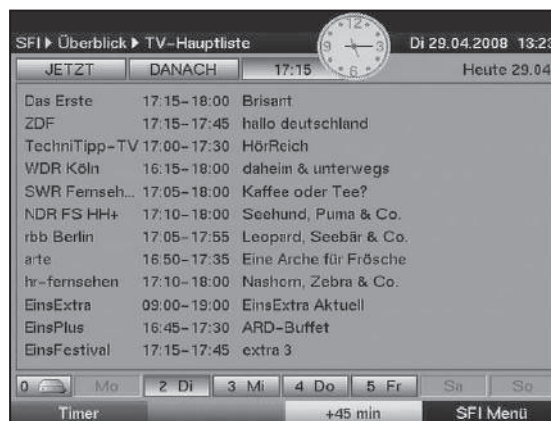 SFI▶ Überblick▶ TV-Hauptliste 12 3 6 9 Di 29.04.2008 13:23
JETZT DANACH 17:15 Heute 29.04
Das Erste 17:15-18:00 Brisant
ZDF 17:15-17:45 hallo deutschland
TechniTipp-TV 17:00-17:30 HörReich
WDR Köln 16:15-18:00 daheim & unterwegs
SWR Fernseh... 17:05-18:00 Kaffee oder Tee?
NDR FS HH+ 17:10-18:00 Seehund, Puma & Co.
rbb Berlin 17:05-17:55 Leopard, Seebär & Co.
arte 16:50-17:35 Eine Arche für Frösche
hr-fernsehen 17:10-18:00 Nashorn, Zebra & Co.
EinsExtra 09:00-19:00 EinsExtra Aktuell
EinsPlus 16:45-17:30 ARD-Buffet
EinsFestival 17:15-17:45 extra 3
0 Mo 2 Di 3 Mi 4 Do 5 Fr Sa So
Timer +45 min SFI Menü